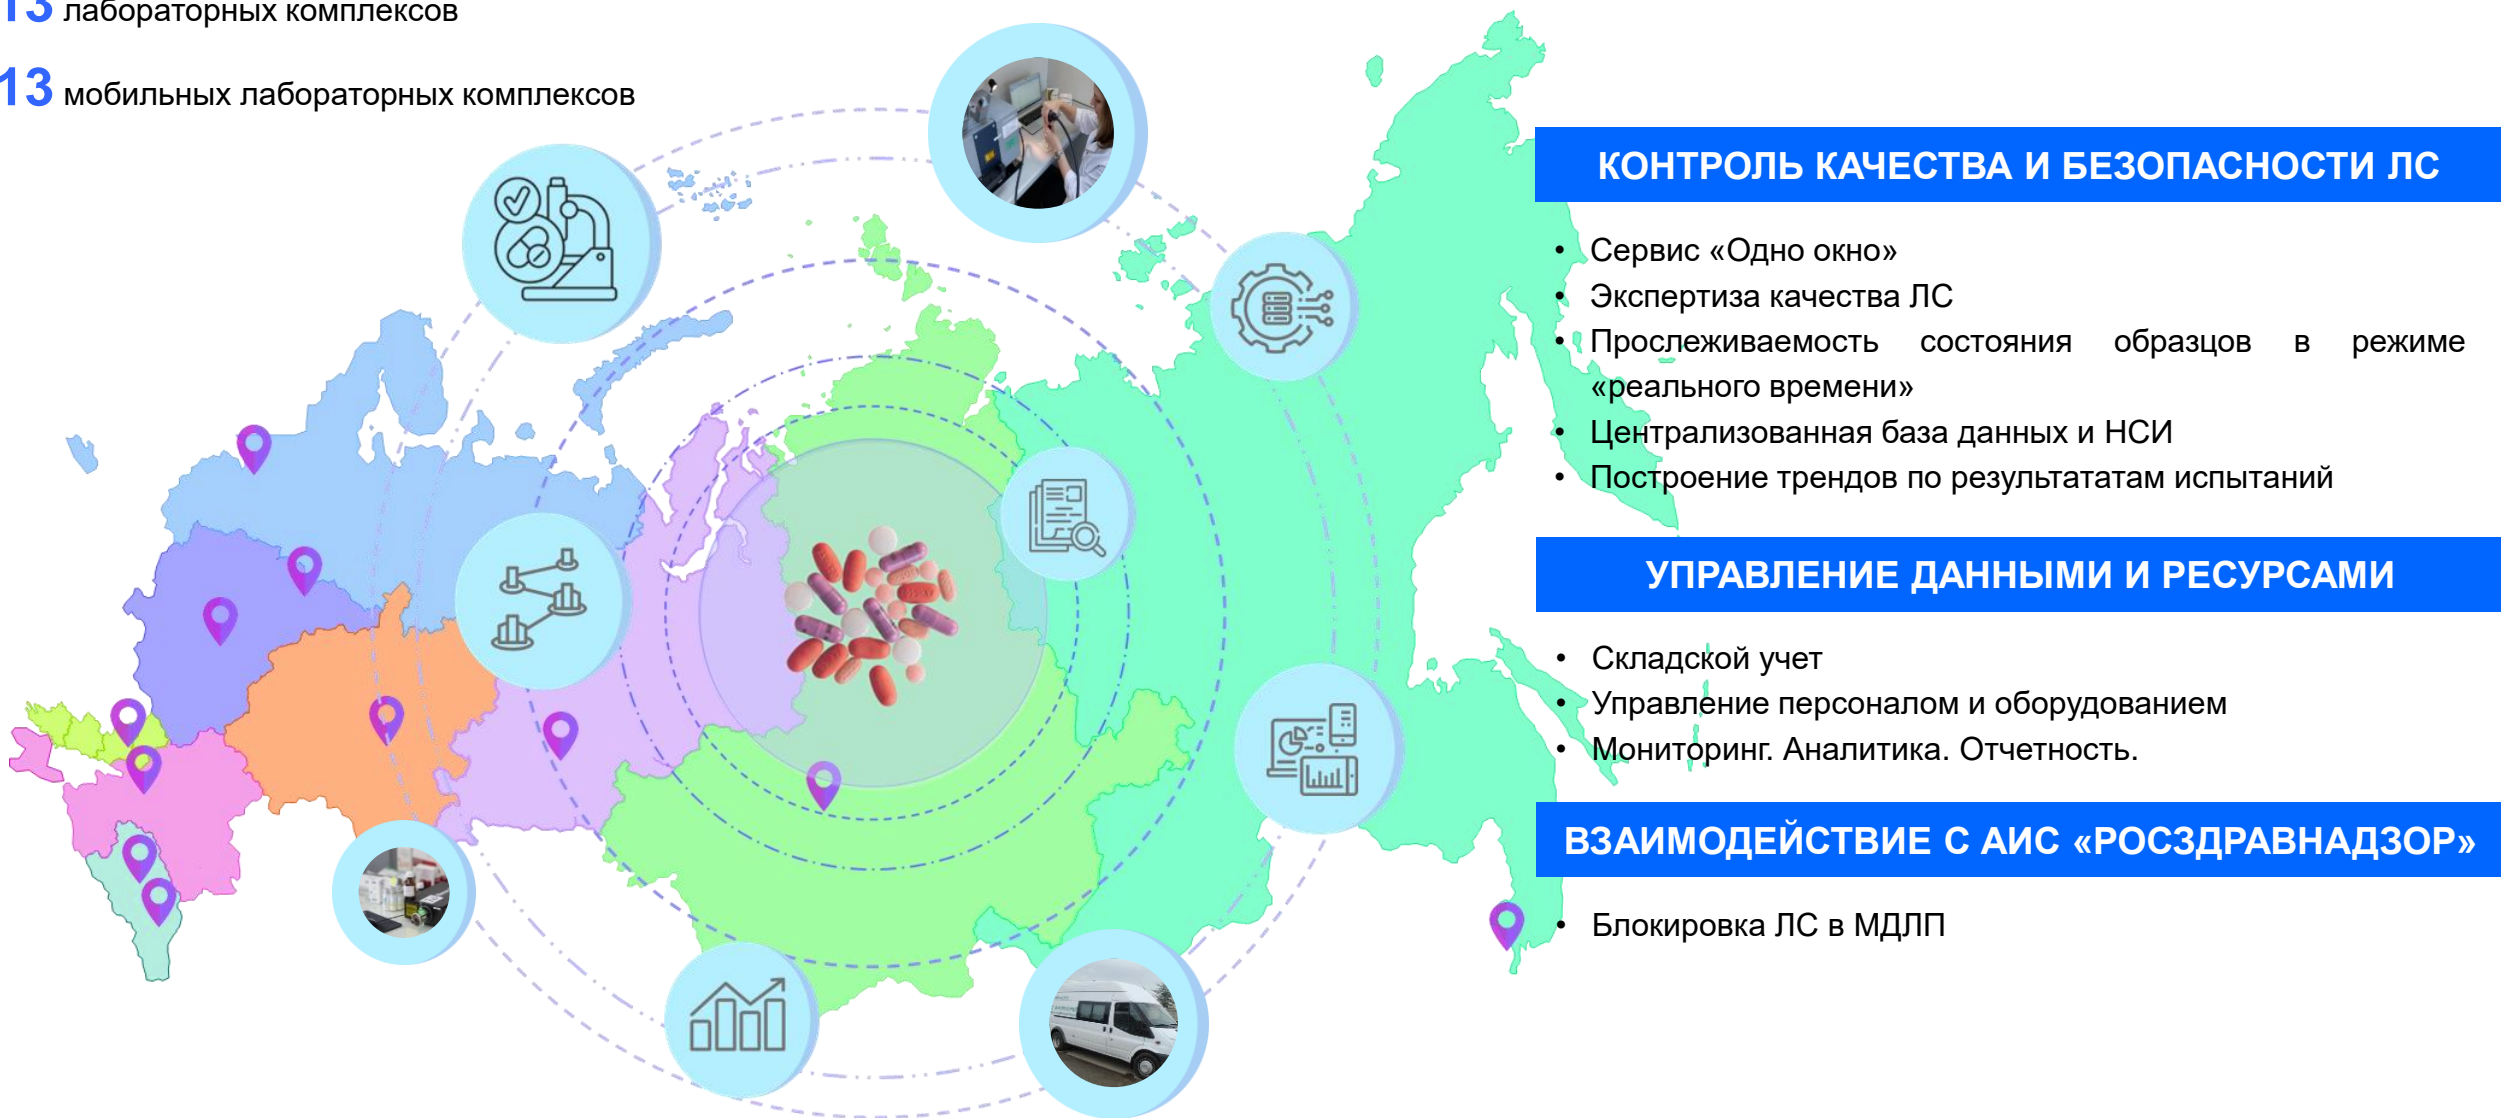 13 лабораторных комплексов
13 мобильных лабораторных комплексов
КОНТРОЛЬ КАЧЕСТВА И БЕЗОПАСНОСТИ ЛС
• Сервис «Одно окно»
• Экспертиза качества ЛС
• Прослеживаемость состояния образцов в режиме
«реального времени»
• Централизованная база данных и НСИ
• Построение трендов по результататам испытаний
УПРАВЛЕНИЕ ДАННЫМИ И РЕСУРСАМИ
• Складской учет
• Управление персоналом и оборудованием
• Мониторинг. Аналитика. Отчетность.
ВЗАИМОДЕЙСТВИЕ С АИС «РОСЗДРАВНАДЗОР»
• Блокировка ЛС в МДЛП